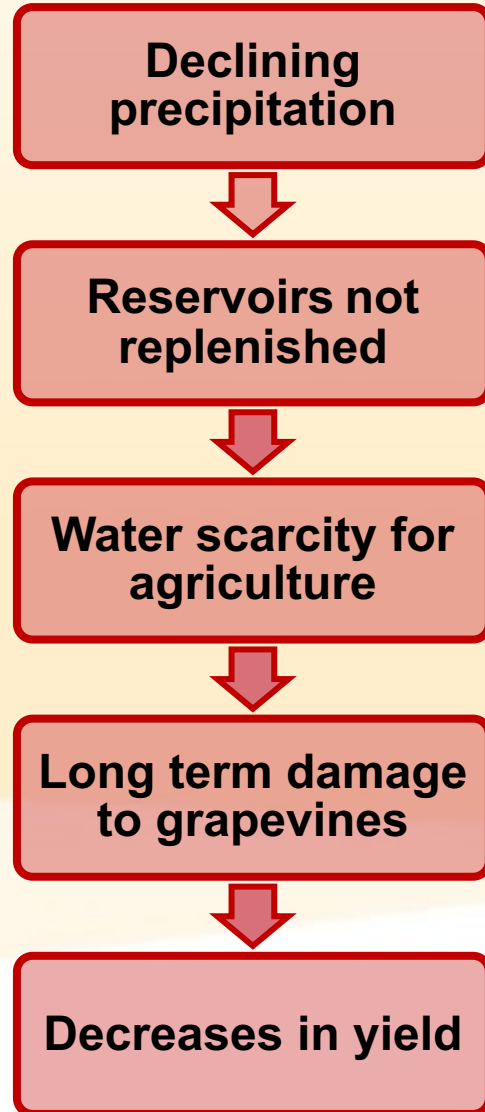 Declining
precipitation
Reservoirs not
replenished
Water scarcity for
agriculture
Long term damage
to grapevines
Decreases in yield